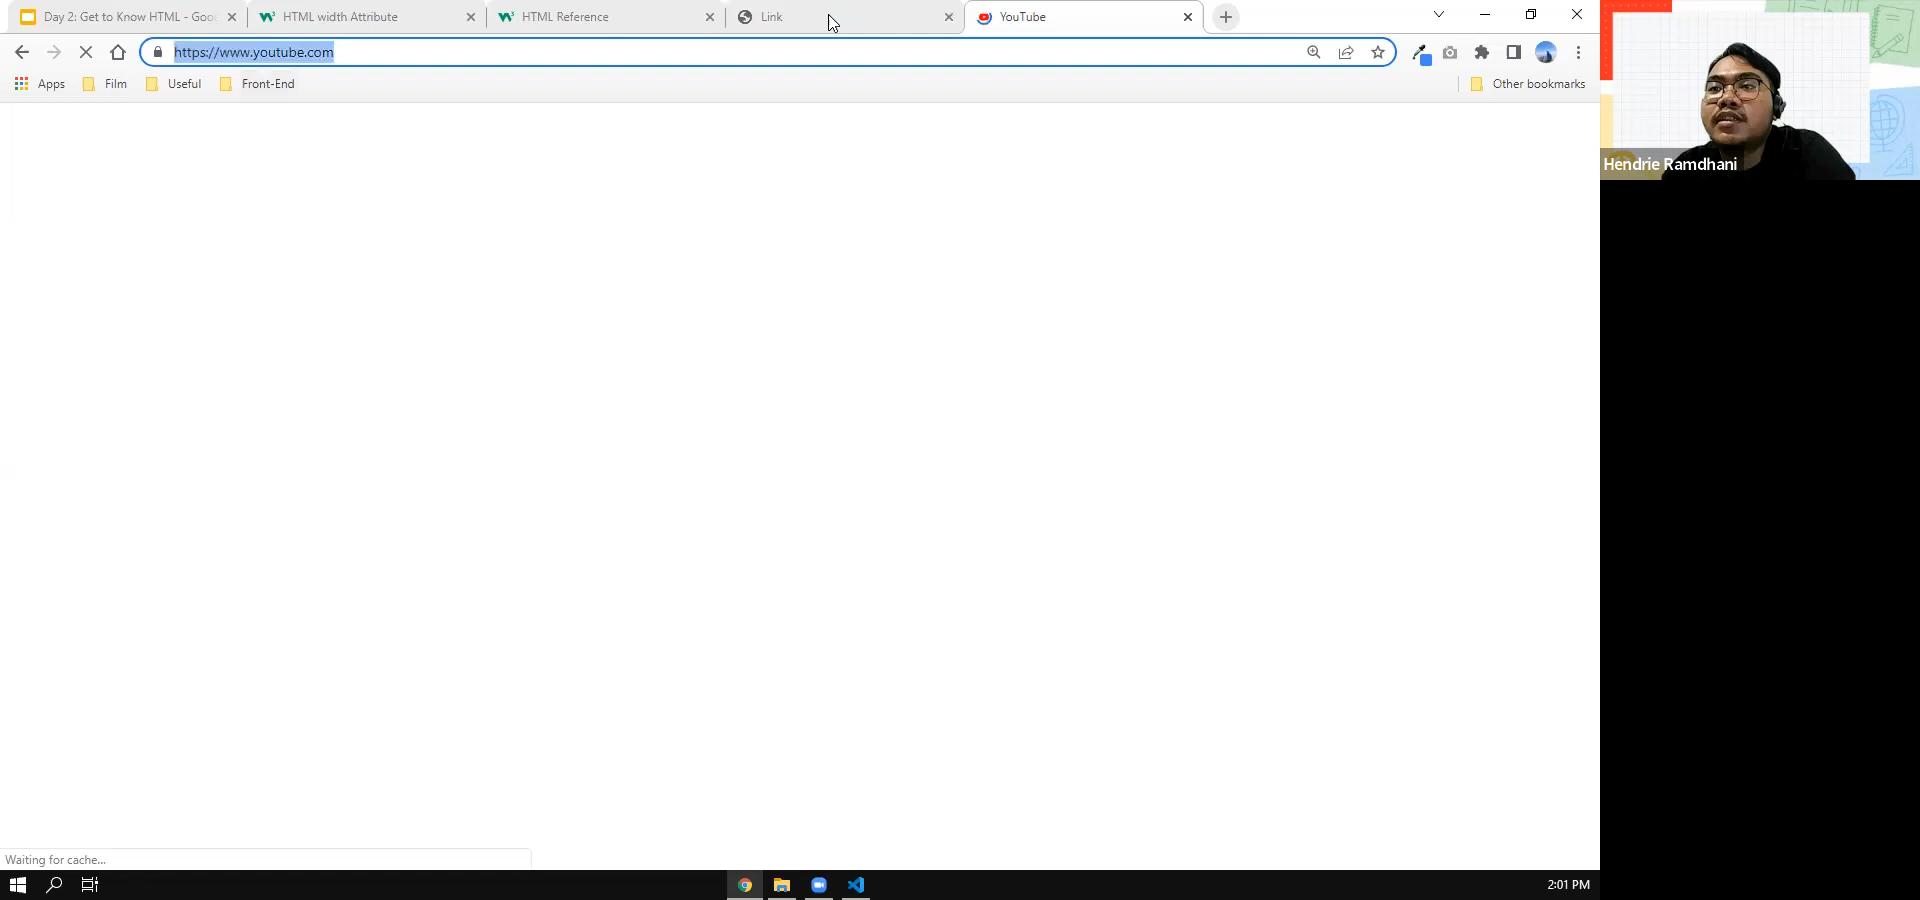 Day 2: Get to Know HTML - Goo
HTML width Attribute
HTML Reference
Link
YouTube
https://www.youtube.com
Apps
Film
Useful
Front-End
Other bookmarks
Hendrie Ramdhani
Waiting for cache...
2:01 PM